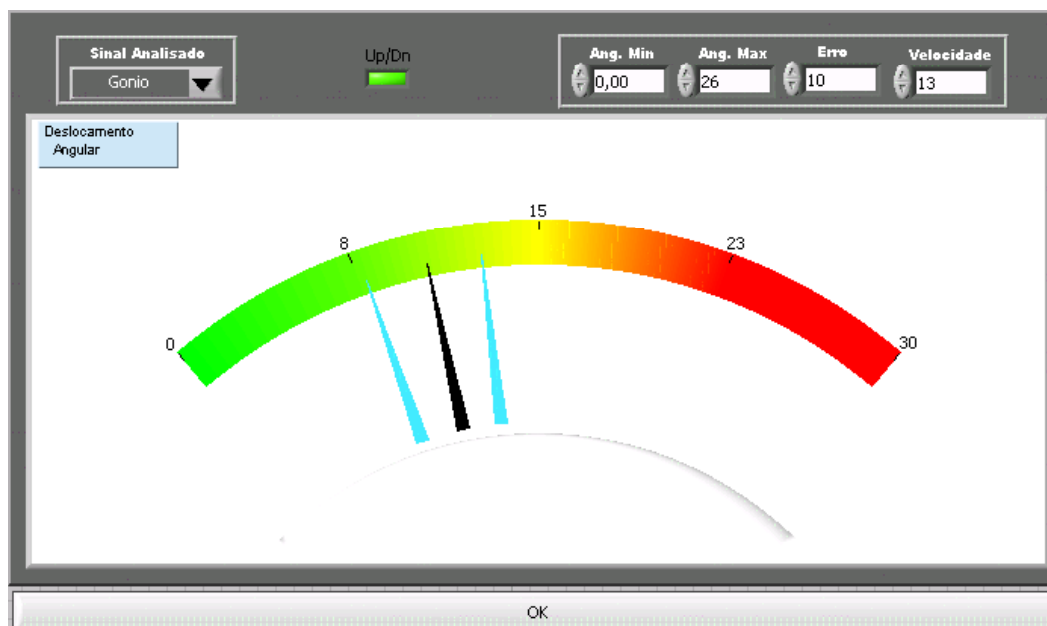 Sinal Analisado
Gonio
Up/Dn
Ang. Min Ang. Max Erro Velocidade
0,00 26 10 13
Deslocamento
Angular
15
8 23
0 30
OK